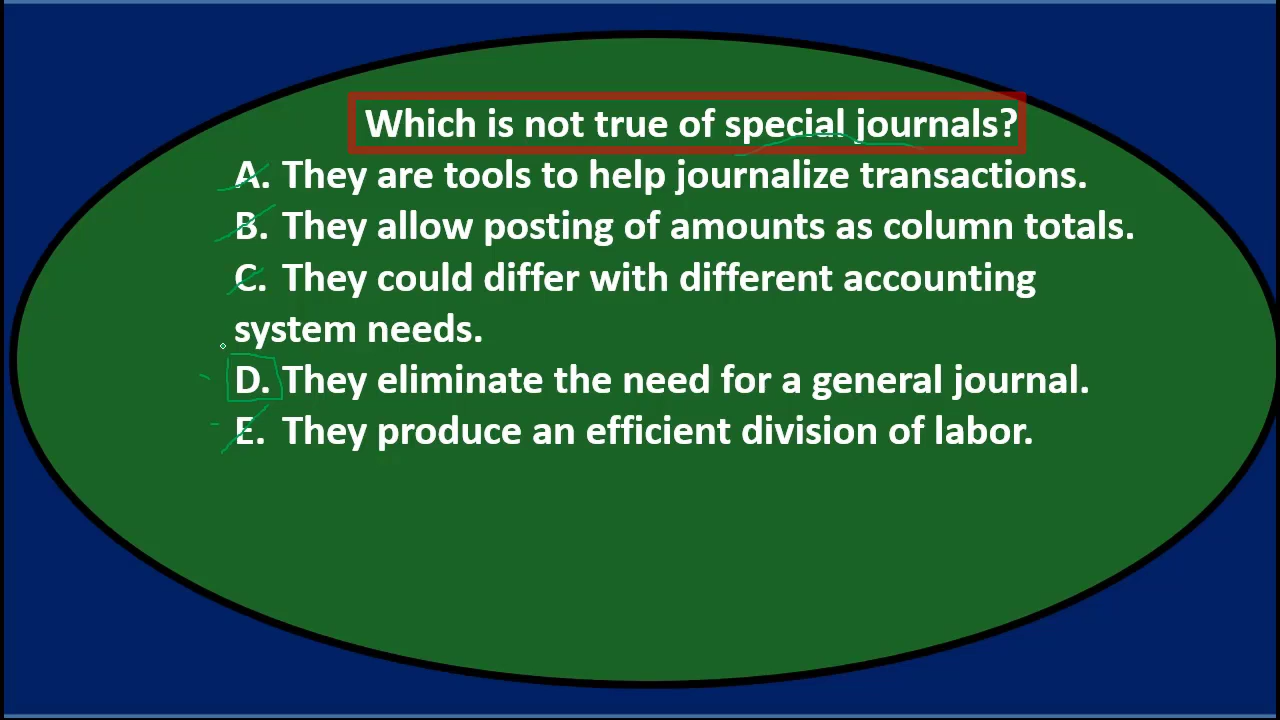 Which is not true of special journals?
A. They are tools to help journalize transactions.
B. They allow posting of amounts as column totals.
C. They could differ with different accounting
system needs.
D. They eliminate the need for a general journal.
E. They produce an efficient division of labor.